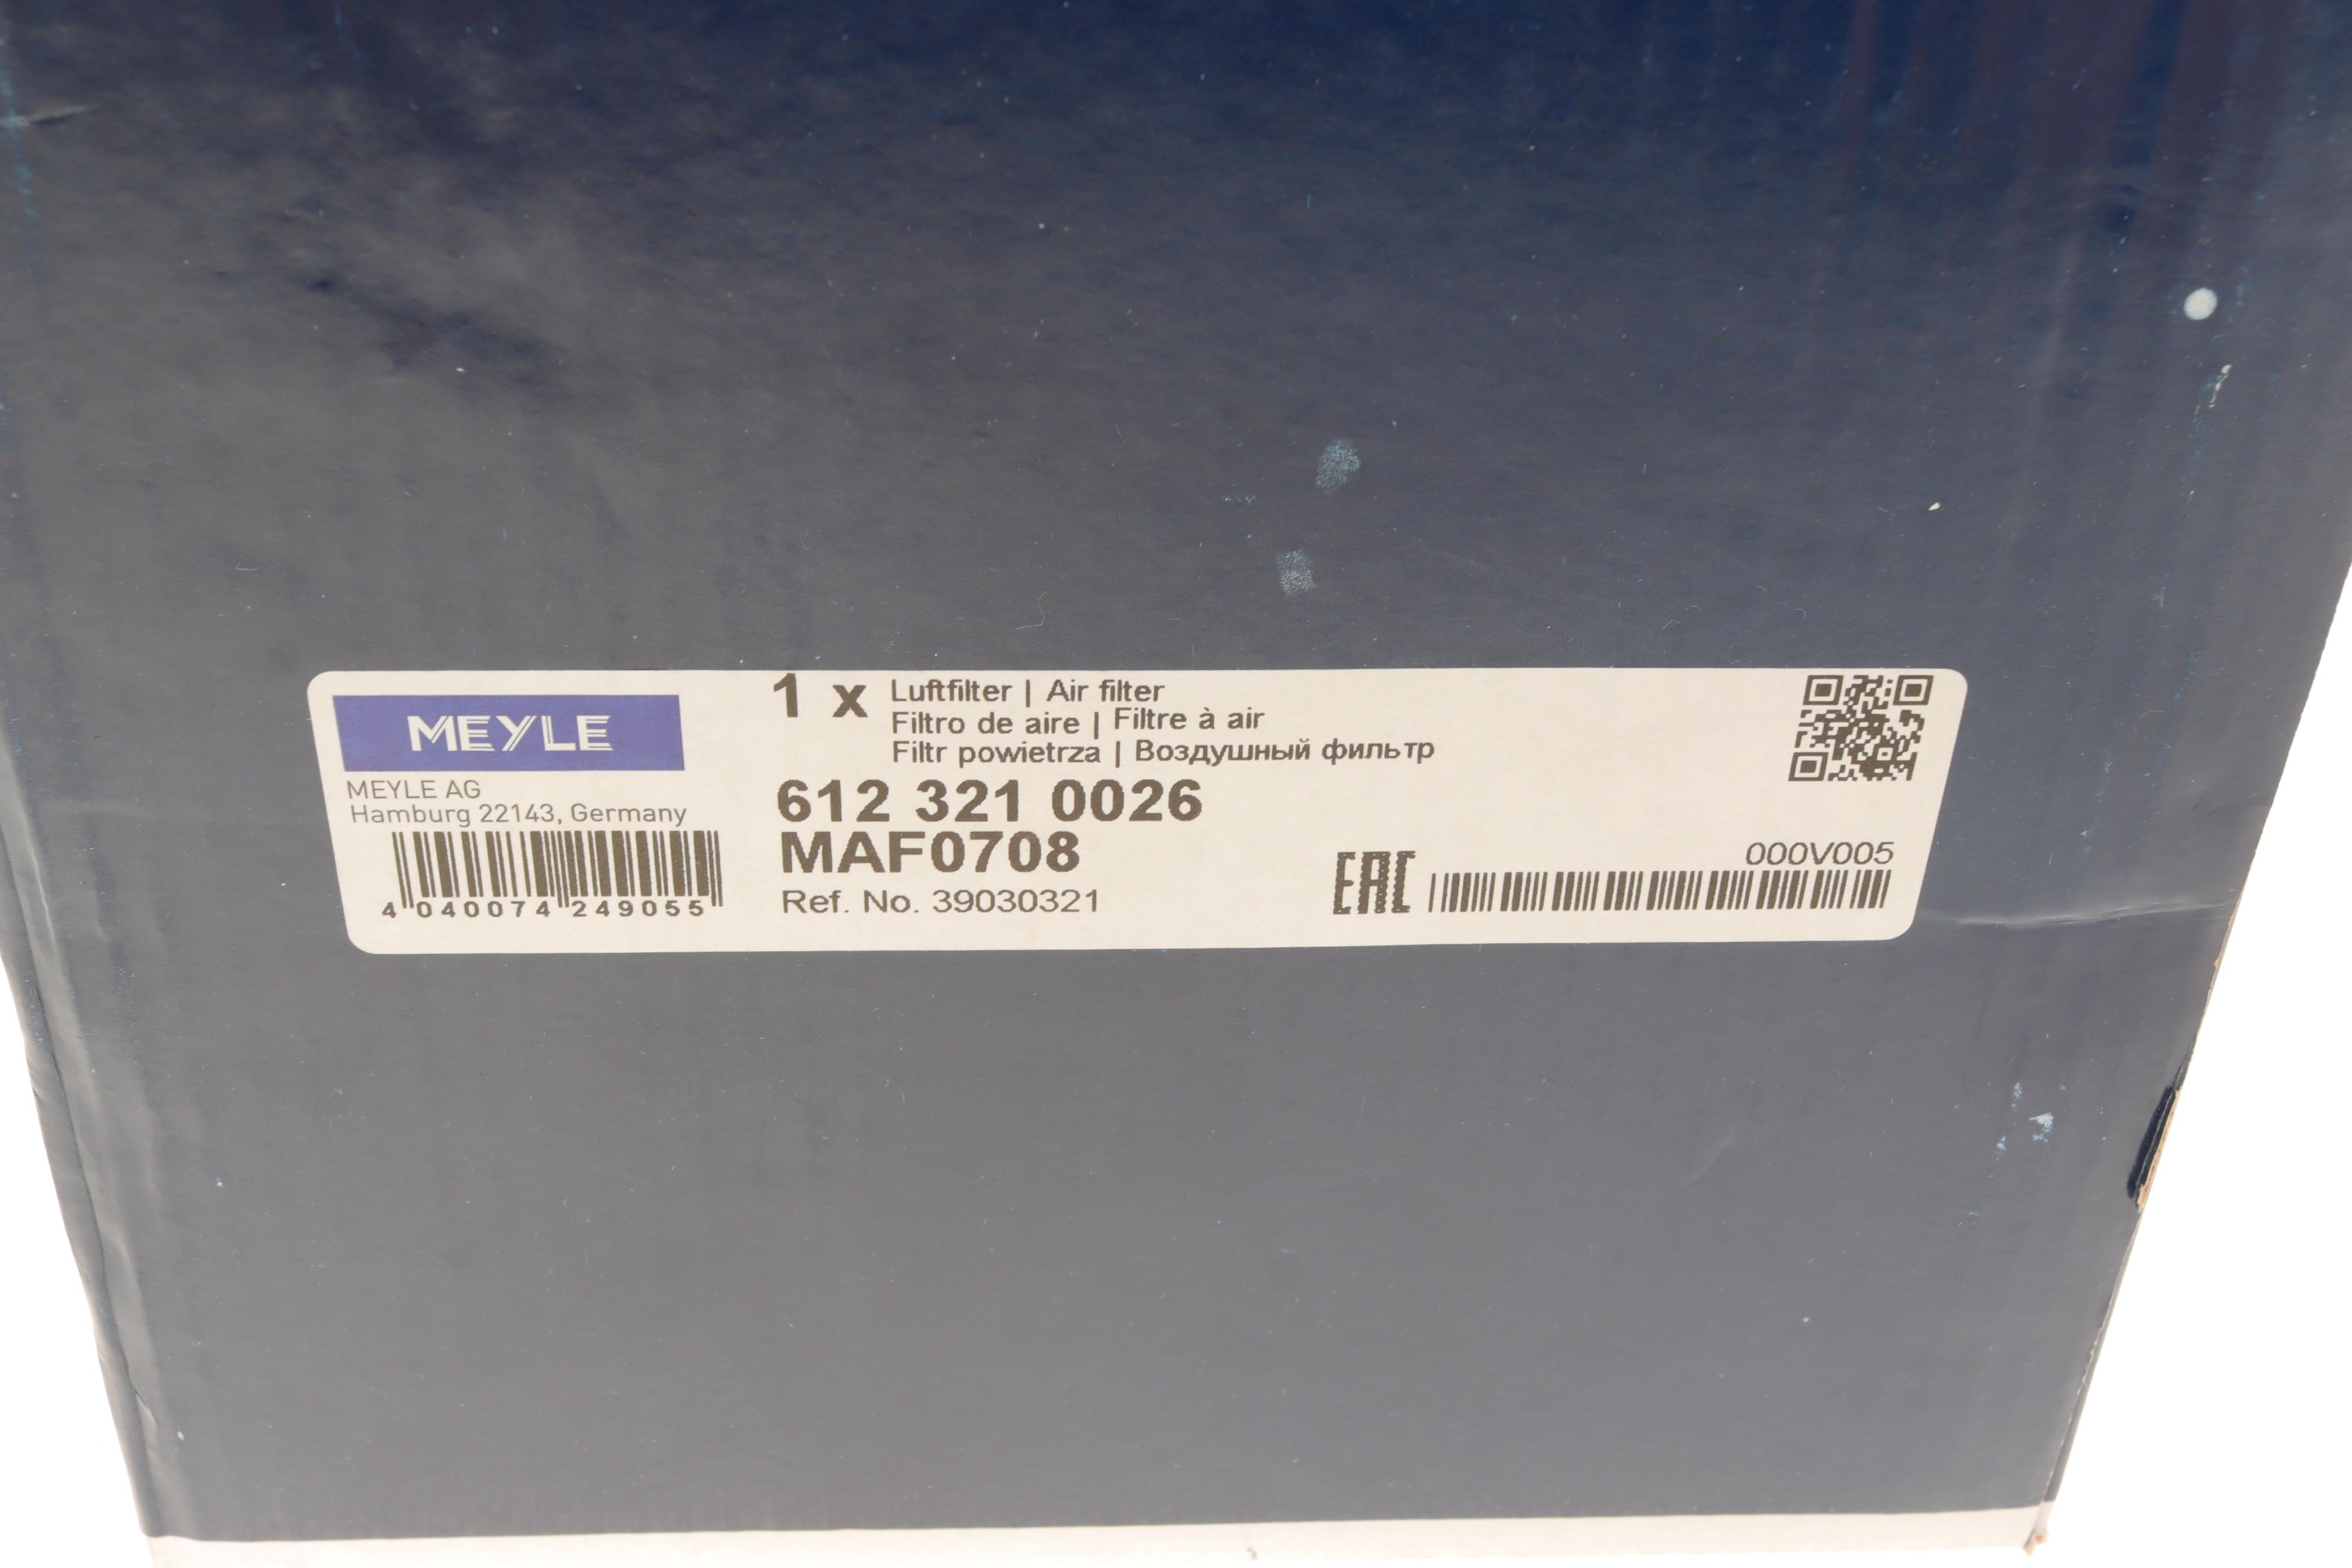 MEYLE
MEYLE AG
Hamburg 22143, Germany
4 040074 249055
1 x Luftfilter | Air filter
Filtro de aire | Filtre à air
Filtr powietrza | Воздушный фильтр
612 321 0026
MAF0708
Ref. No. 39030321
EAC
000V005